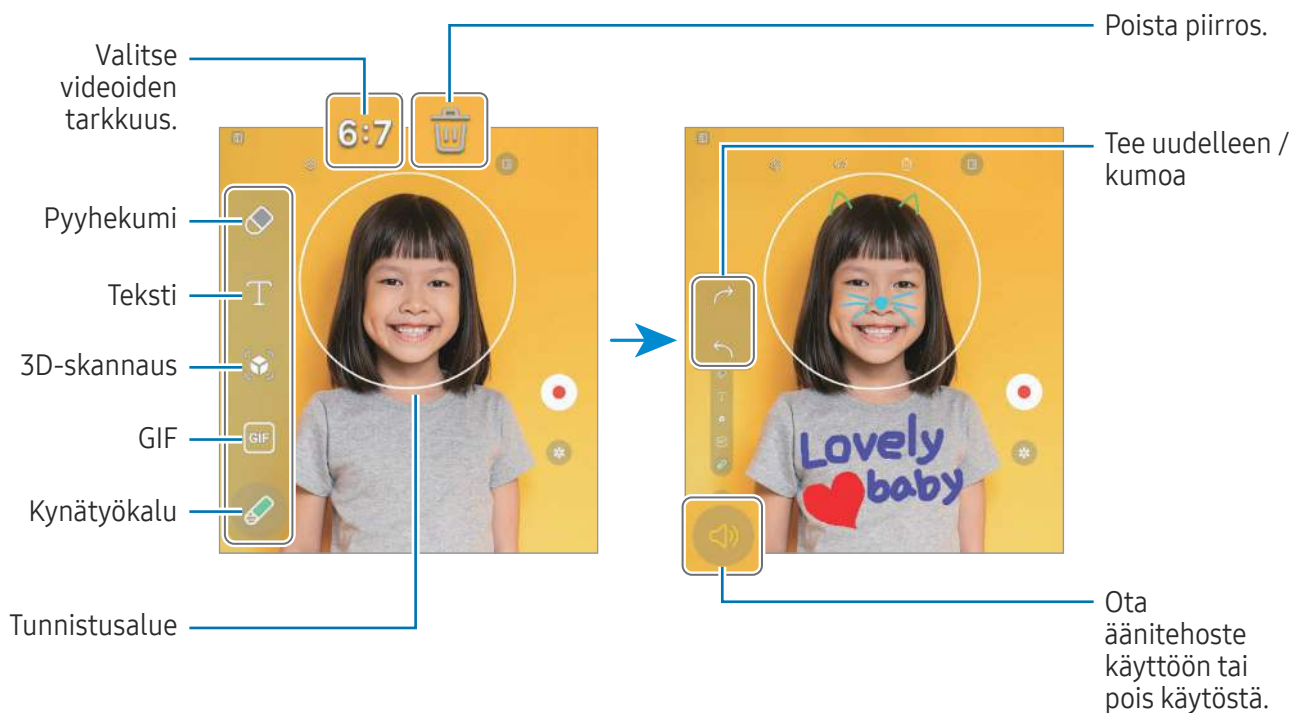 Valitse
videoiden
tarkkuus.
Pyyhekumi
Teksti
3D-skannaus
GIF
Kynätyökalu
Tunnistusalue
6:7
T
GIF
Poista piirros.
Tee uudelleen /
kumoa
Lovely
baby
Ota
äänitehoste
käyttöön tai
pois käytöstä.